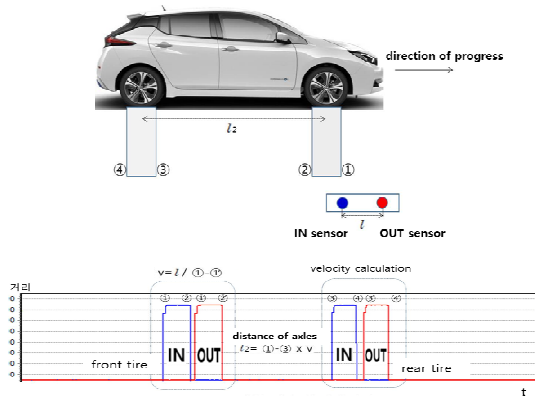 direction of progress
l₂
④ ③ ② ①
l
IN sensor OUT sensor
v= l / ①-①'
velocity calculation
거리
① ② ①' ②'
③ ④ ③' ④'
distance of axles
l₂= ①-③ x v
IN OUT
IN OUT
front tire
rear tire
t